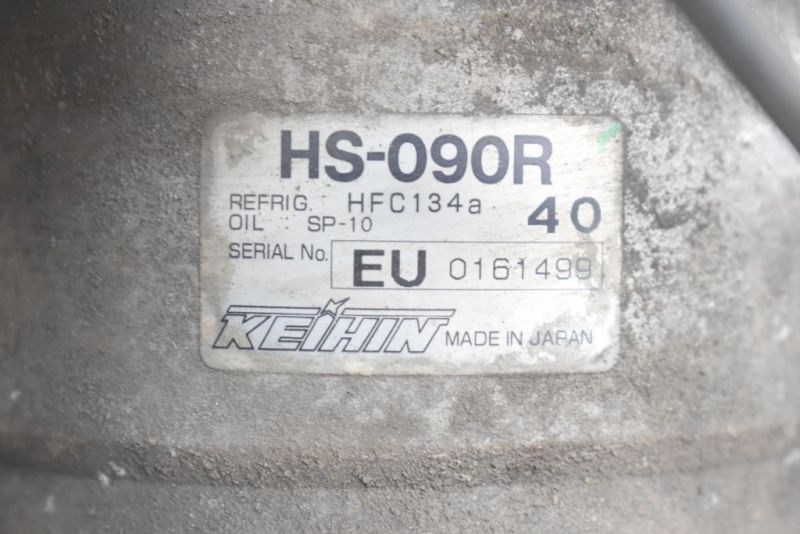 HS-090R
REFRIG. HFC134a
OIL : SP-10 40
SERIAL No. EU 0161499
KEIHIN MADE IN JAPAN